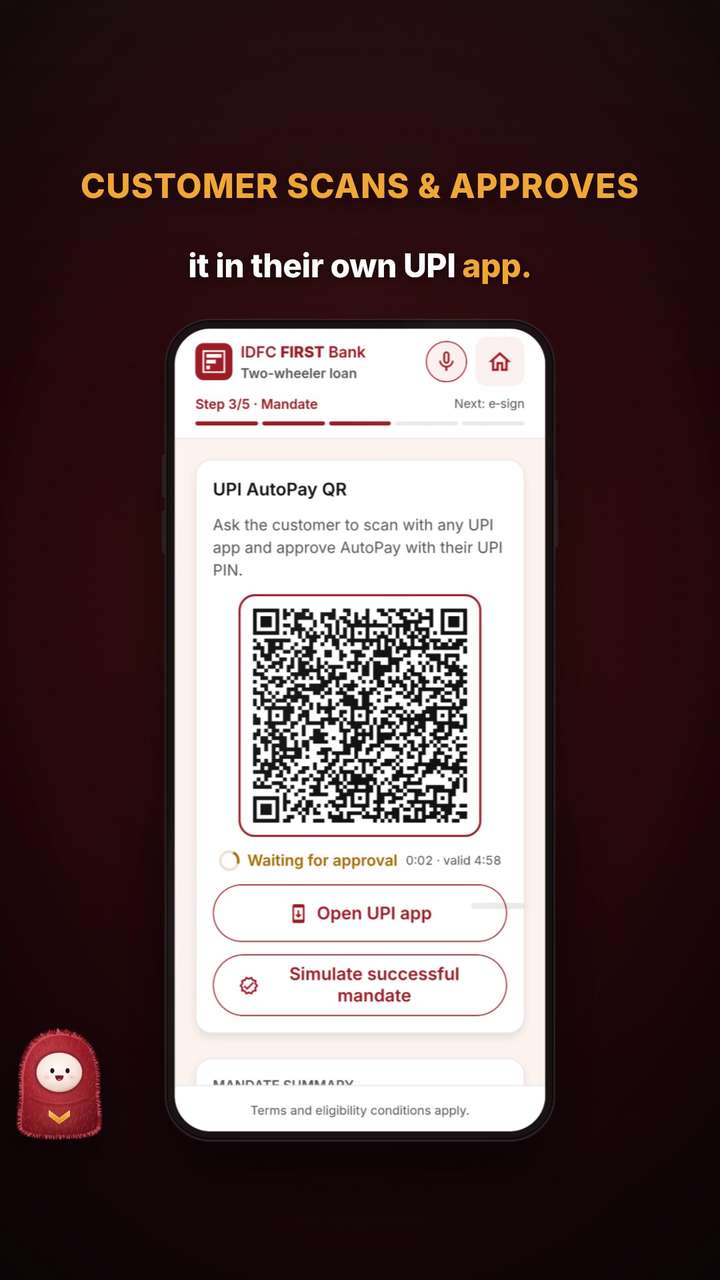 CUSTOMER SCANS & APPROVES
it in their own UPI app.
IDFC FIRST Bank
Two-wheeler loan
Step 3/5 · Mandate
Next: e-sign
UPI AutoPay QR
Ask the customer to scan with any UPI
app and approve AutoPay with their UPI
PIN.
Waiting for approval 0:02 · valid 4:58
Open UPI app
Simulate successful
mandate
MANDATE SUMMARY
Terms and eligibility conditions apply.